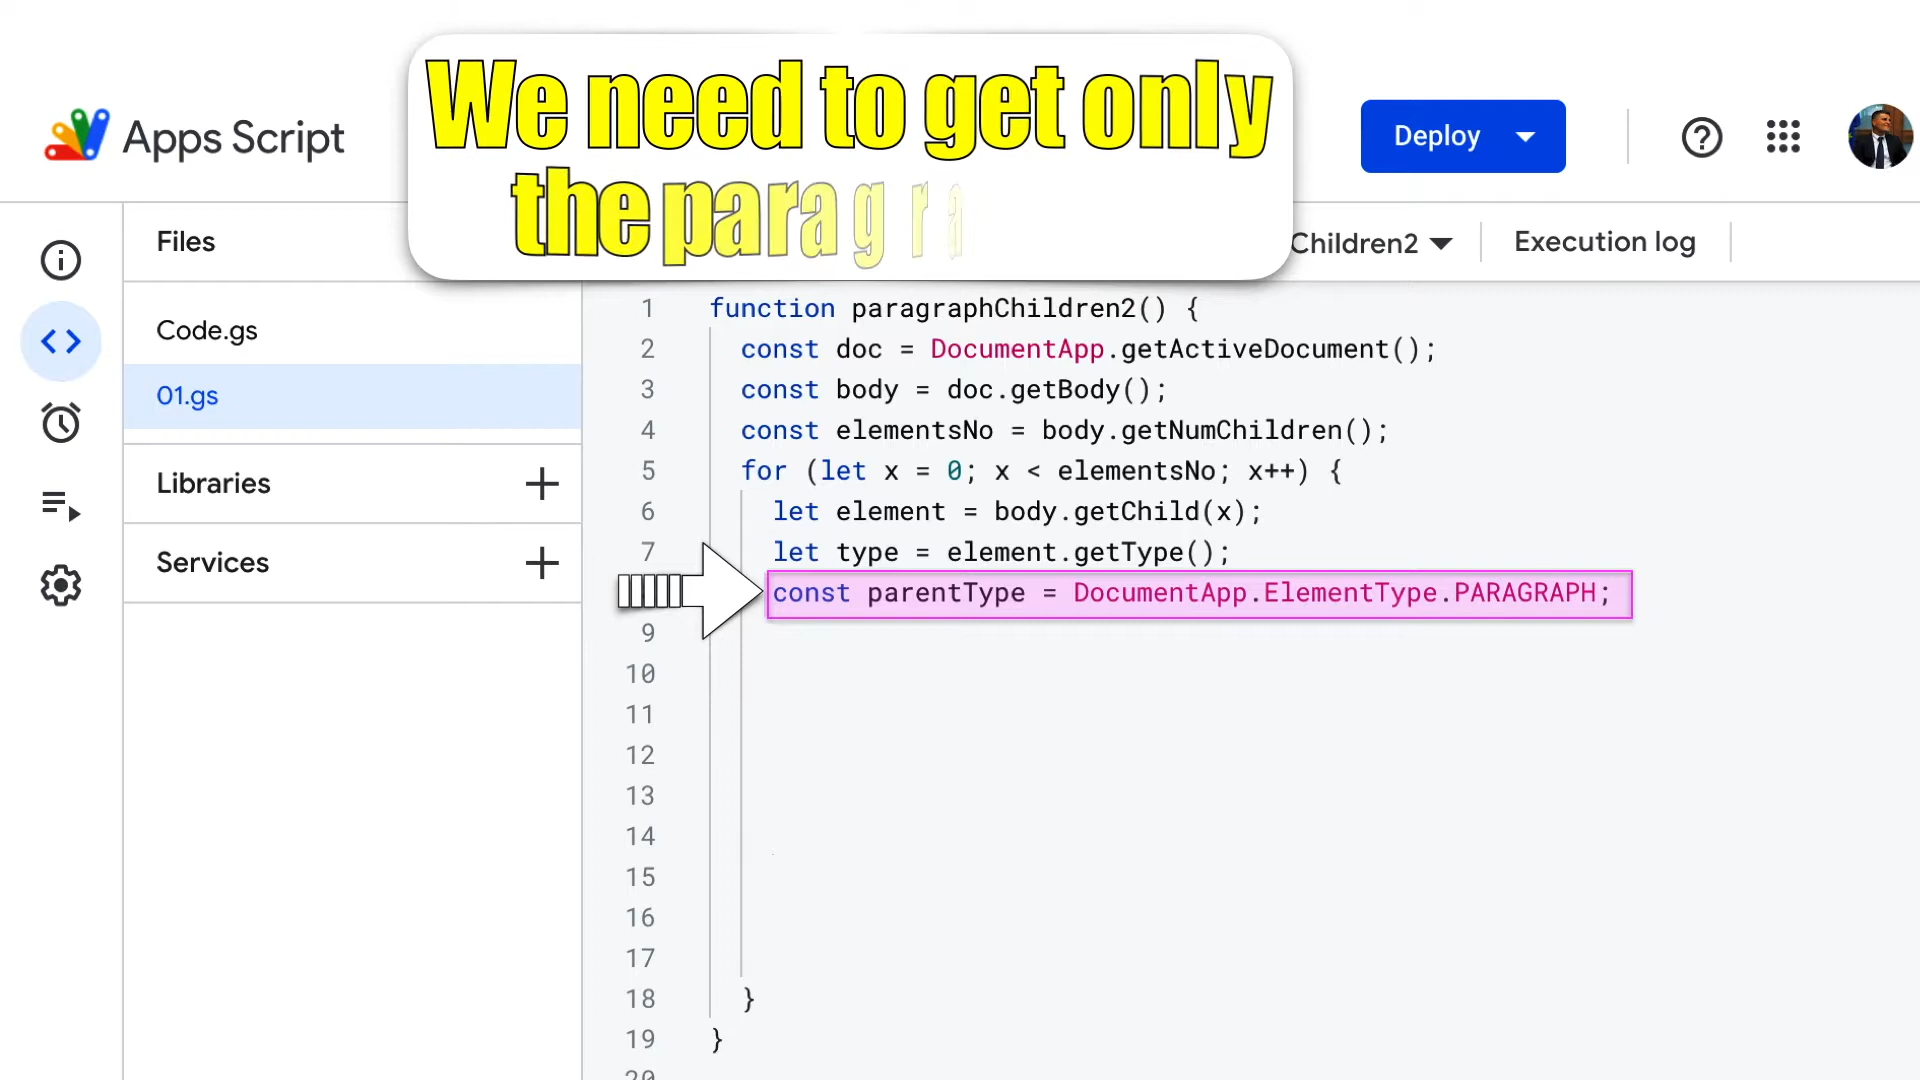 We need to get only
the paragra
Apps Script
Deploy
Files
Children2
Execution log
Code.gs
01.gs
Libraries
Services
1 function paragraphChildren2() {
2 const doc = DocumentApp.getActiveDocument();
3 const body = doc.getBody();
4 const elementsNo = body.getNumChildren();
5 for (let x = 0; x < elementsNo; x++) {
6 let element = body.getChild(x);
7 let type = element.getType();
const parentType = DocumentApp.ElementType.PARAGRAPH;
9
10
11
12
13
14
15
16
17
18 }
19 }
20